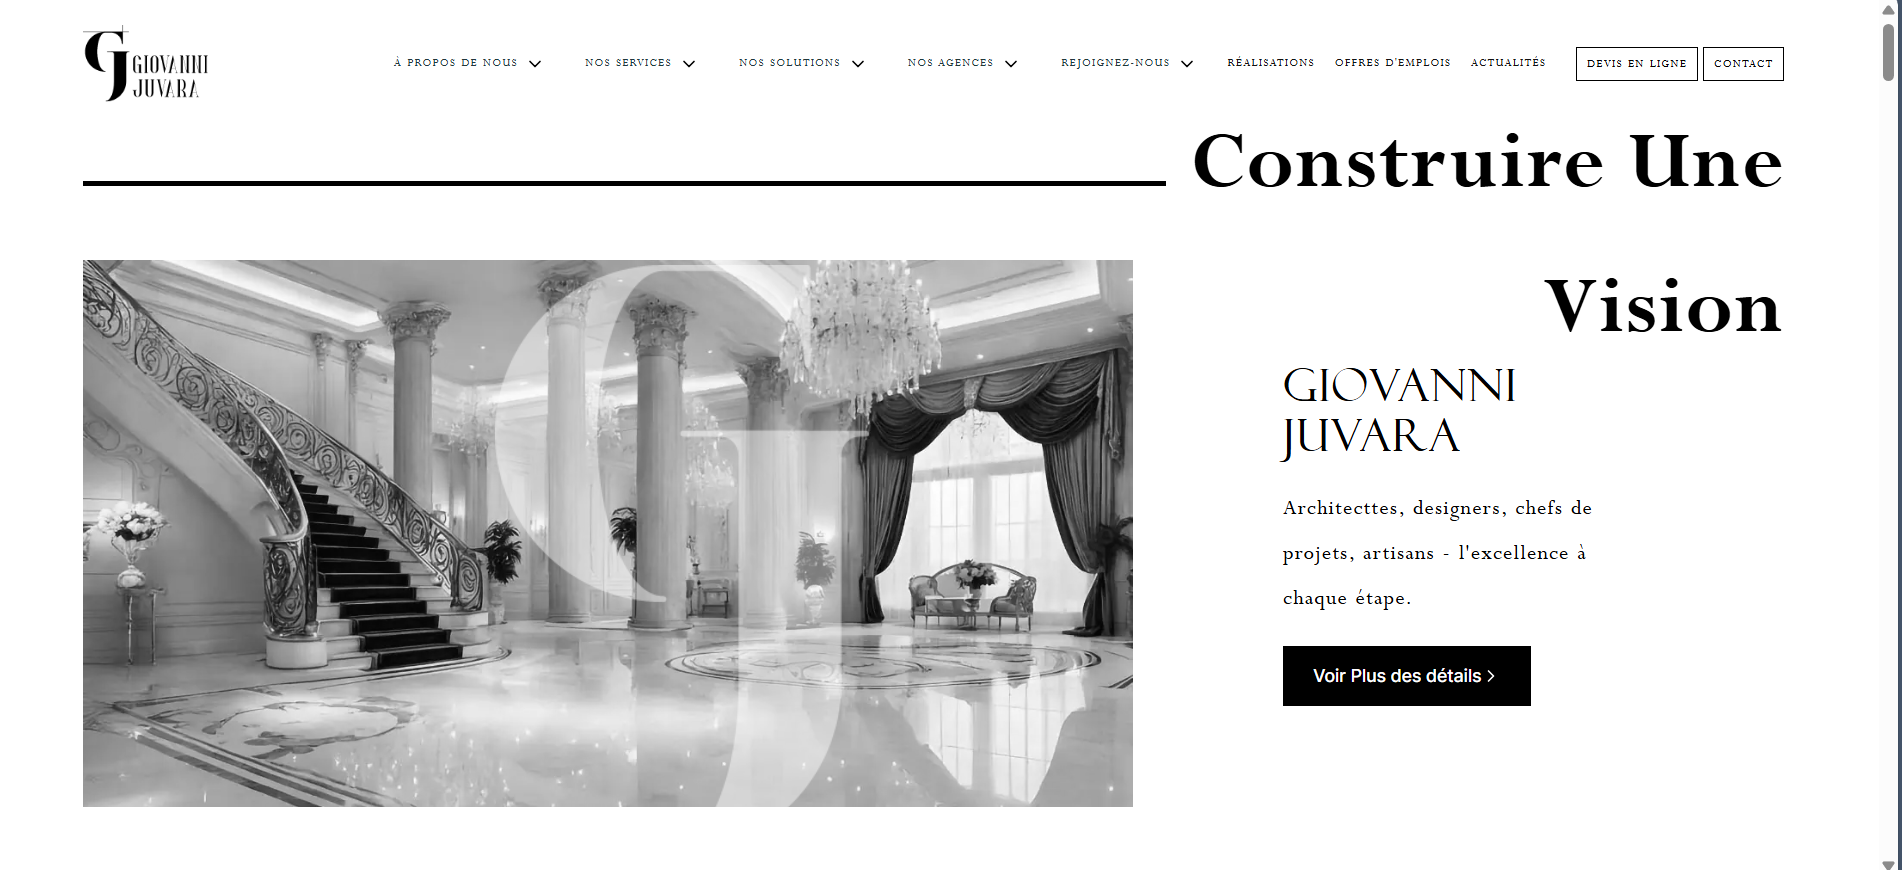 GIOVANNI
JUVARA
À PROPOS DE NOUS
NOS SERVICES
NOS SOLUTIONS
NOS AGENCES
REJOIGNEZ-NOUS
RÉALISATIONS
OFFRES D'EMPLOIS
ACTUALITÉS
DEVIS EN LIGNE
CONTACT
Construire Une
Vision
GIOVANNI
JUVARA
Architecttes, designers, chefs de
projets, artisans - l'excellence à
chaque étape.
Voir Plus des détails >